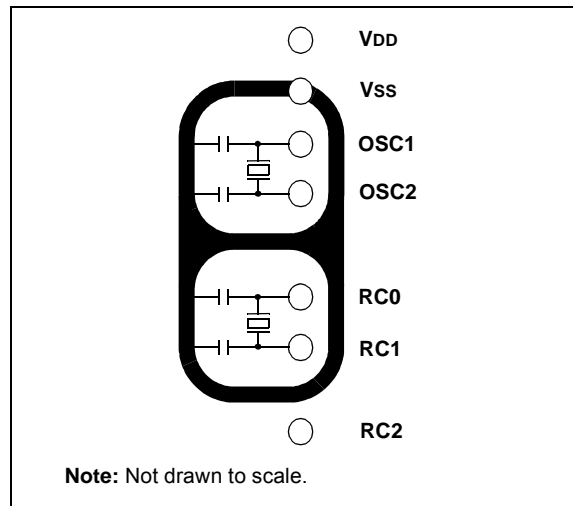 VDD
VSS
OSC1
OSC2
RC0
RC1
RC2
Note: Not drawn to scale.